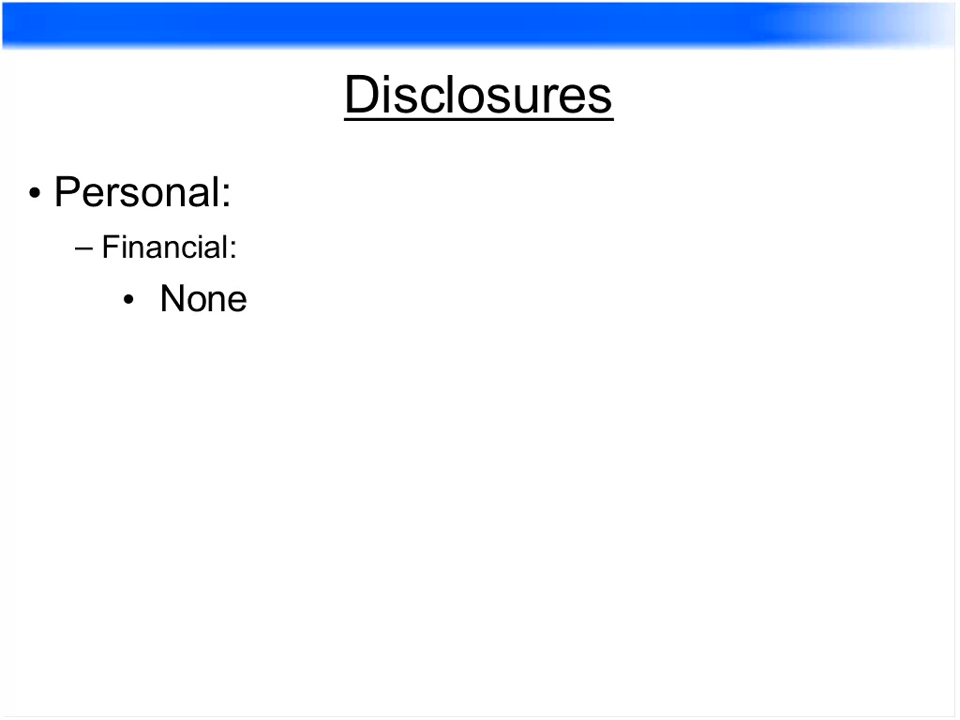 Disclosures
• Personal:
– Financial:
• None